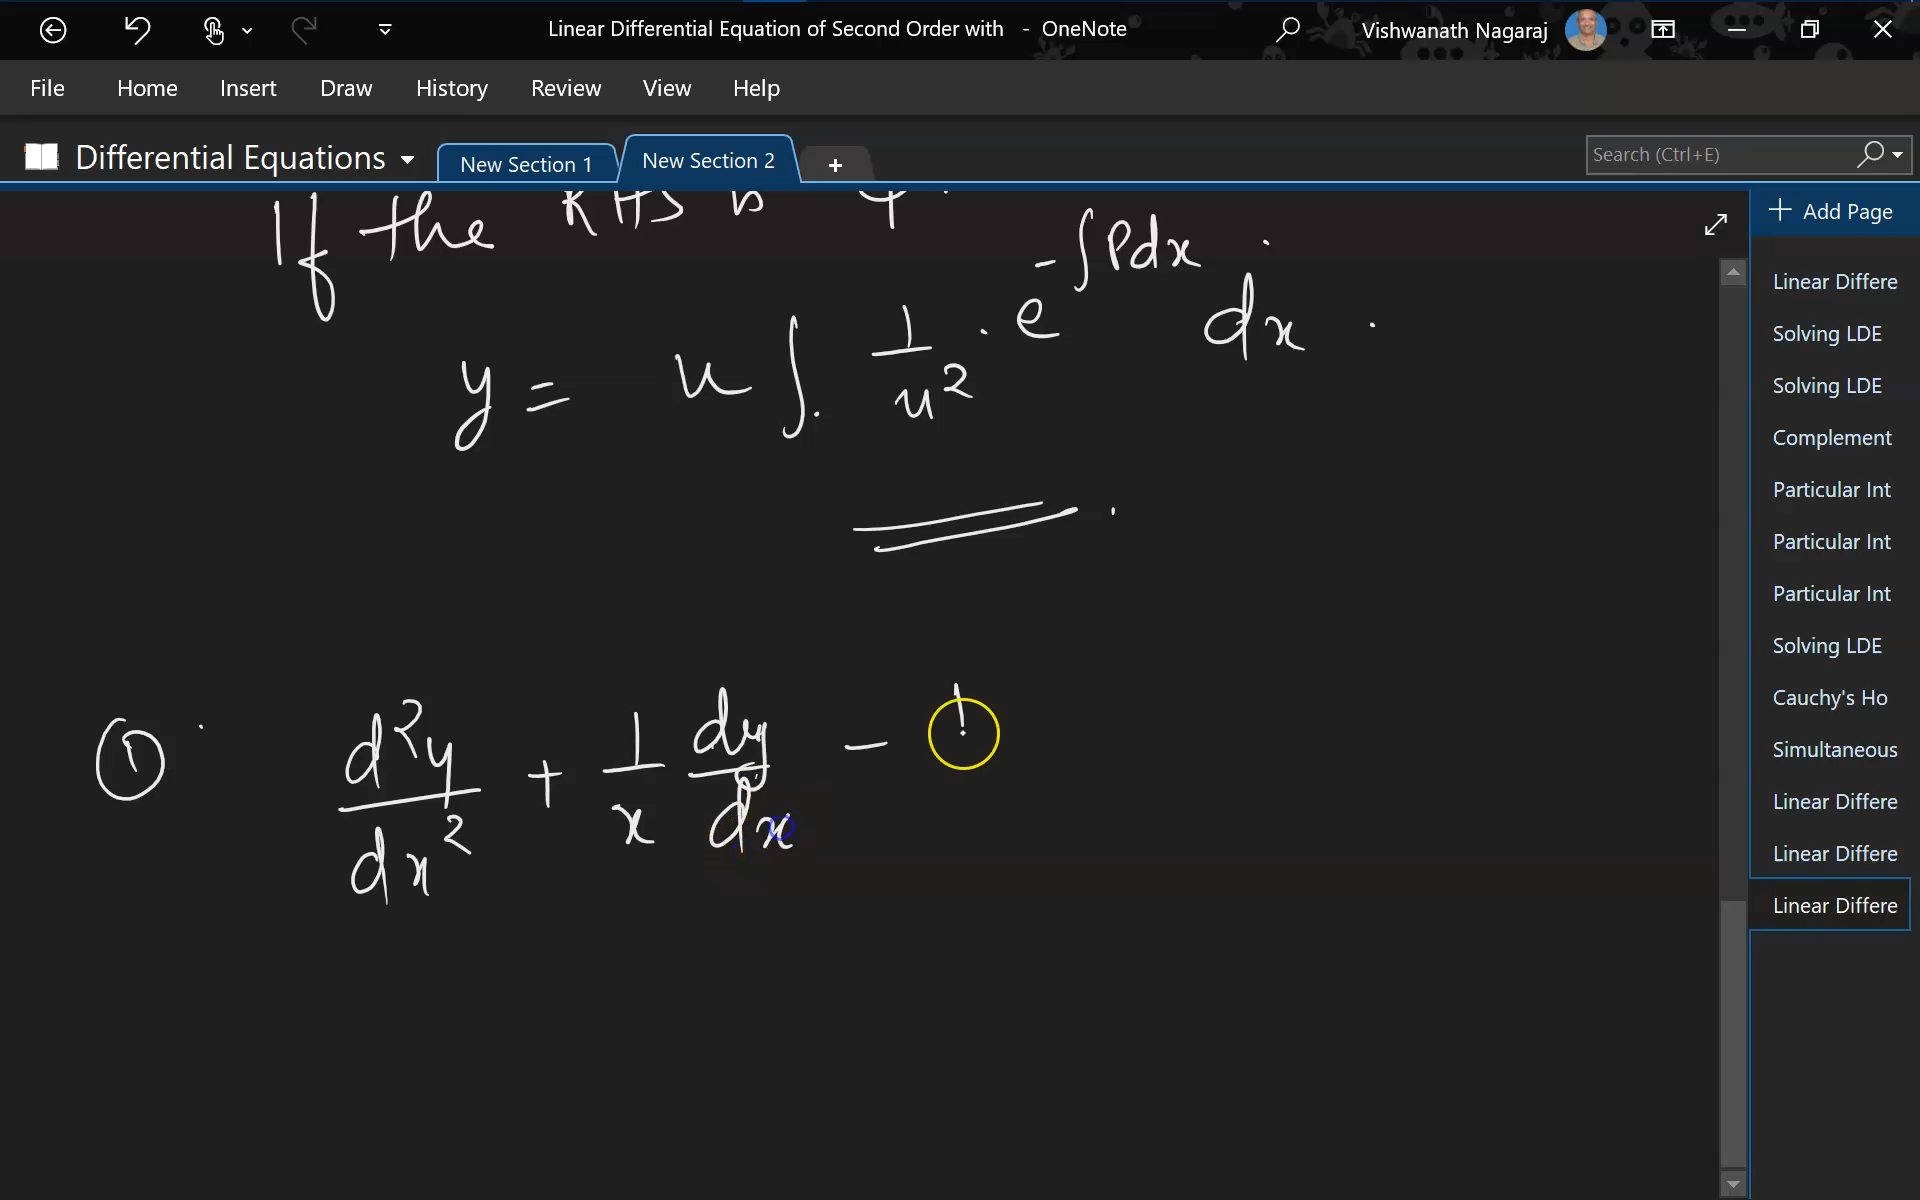 Linear Differential Equation of Second Order with - OneNote
Vishwanath Nagaraj
File Home Insert Draw History Review View Help
Differential Equations
New Section 1
New Section 2
+
Search (Ctrl+E)
Add Page
Linear Differe
Solving LDE
Solving LDE
Complement
Particular Int
Particular Int
Particular Int
Solving LDE
Cauchy's Ho
Simultaneous
Linear Differe
Linear Differe
Linear Differe
If the RHS is
y = u ∫ 1/u² · e^(-∫Pdx) dx .
① d²y/dx² + 1/x dy/dx - 1